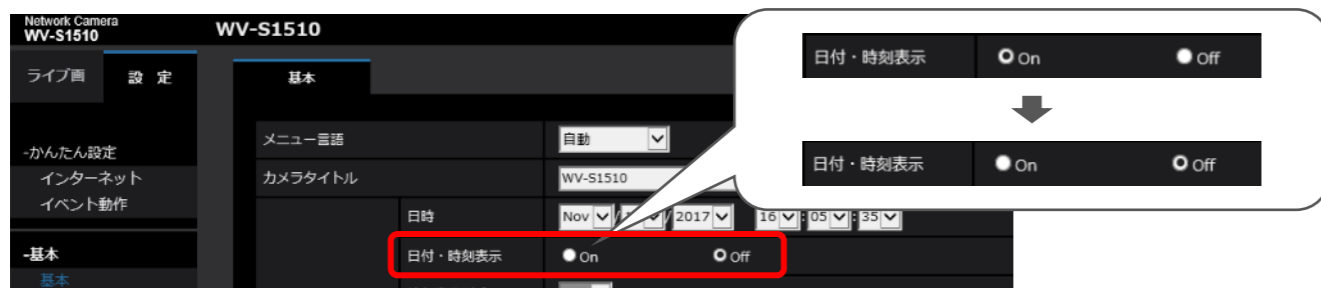 Network Camera
WV-S1510
WV-S1510
ライブ画 設 定
基本
日付・時刻表示 On Off
日付・時刻表示 On Off
メニュー言語 自動
カメラタイトル WV-S1510
日時 Nov / / 2017 16 : 05 : 35
日付・時刻表示 On Off
-かんたん設定
インターネット
イベント動作
-基本
基本